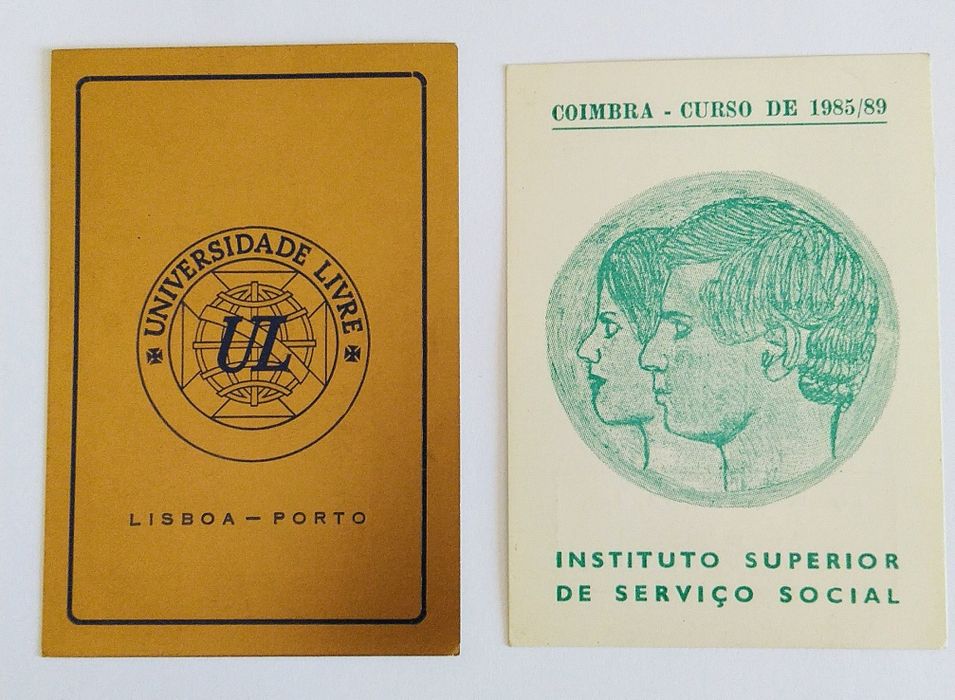 UNIVERSIDADE LIVRE
UL
LISBOA — PORTO
COIMBRA - CURSO DE 1985/89
INSTITUTO SUPERIOR
DE SERVIÇO SOCIAL